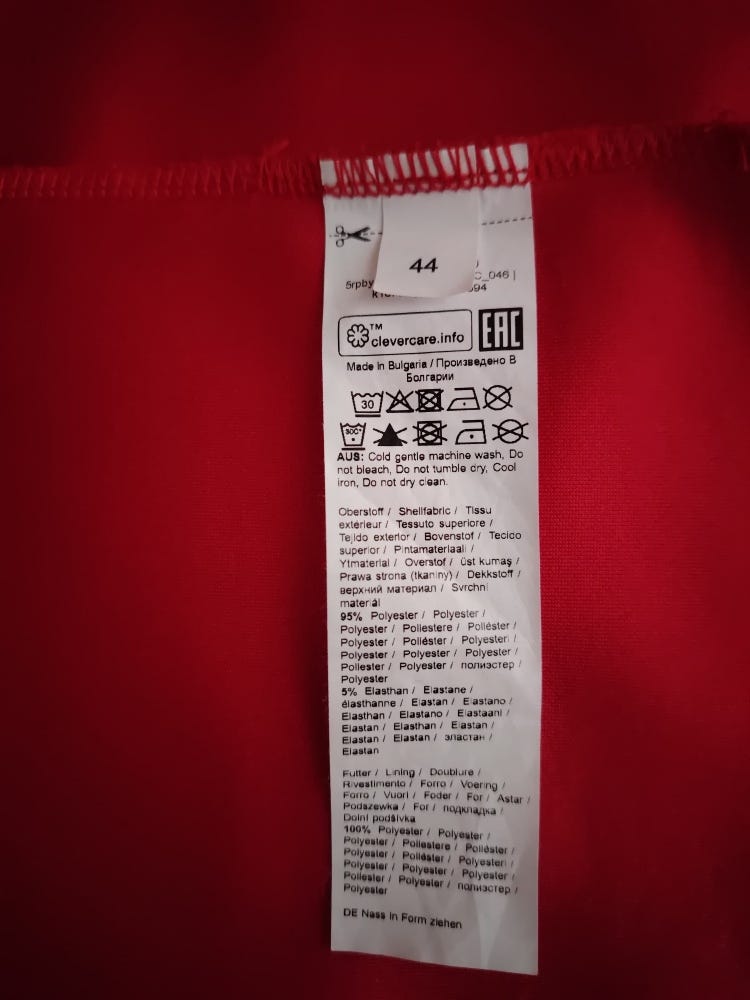 44
5rpby
C_046 |
594
™
clevercare.info
EAC
Made in Bulgaria / Произведено В
Болгарии
30
30C°
AUS: Cold gentle machine wash, Do
not bleach, Do not tumble dry, Cool
iron, Do not dry clean.
Oberstoff / Shellfabric / Tissu
extérieur / Tessuto superiore /
Tejido exterior / Bovenstof / Tecido
superior / Pintamateriaali /
Ytmaterial / Overstof / üst kumaş /
Prawa strona (tkaniny) / Dekkstoff /
верхний материал / Svrchní
materiál
95% Polyester / Polyester /
Polyester / Poliestere / Poliéster /
Polyester / Poliéster / Polyesteri /
Polyester / Polyester / Polyester /
Poliester / Polyester / полиэстер /
Polyester
5% Elasthan / Elastane /
élasthanne / Elastan / Elastano /
Elasthan / Elastano / Elastaani /
Elastan / Elasthan / Elastan /
Elastan / Elastan / эластан /
Elastan
Futter / Lining / Doublure /
Rivestimento / Forro / Voering /
Forro / Vuori / Foder / For / Astar /
Podszewka / For / подкладка /
Dolní podšívka
100% Polyester / Polyester /
Polyester / Poliestere / Poliéster /
Polyester / Poliéster / Polyesteri /
Polyester / Polyester / Polyester /
Poliester / Polyester / полиэстер /
Polyester
DE Nass in Form ziehen